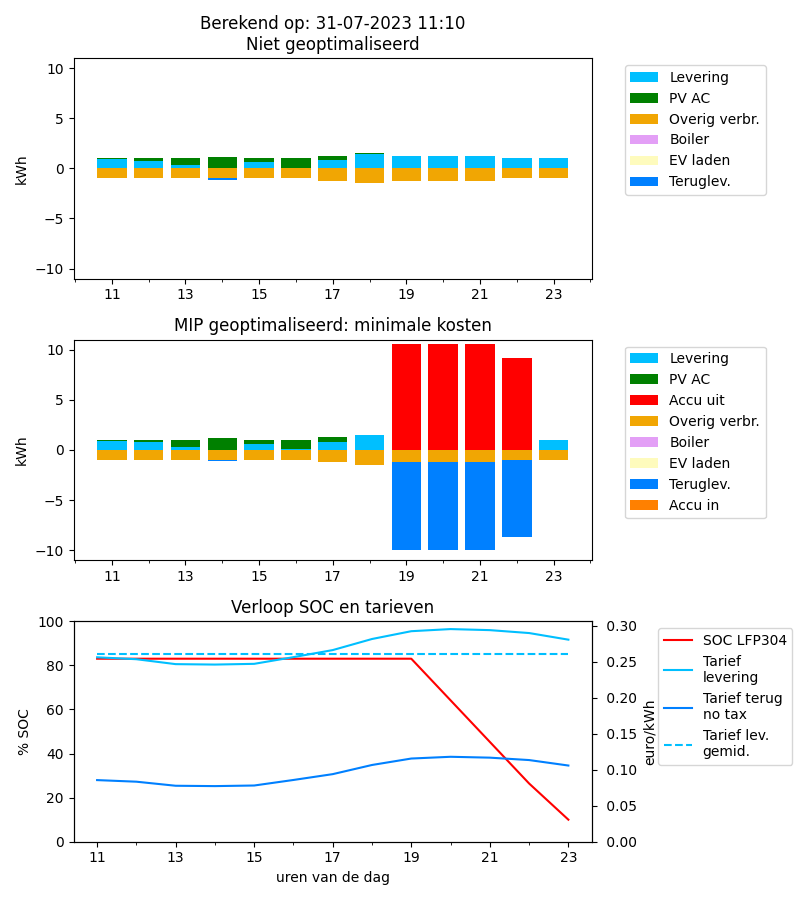 Berekend op: 31-07-2023 11:10
Niet geoptimaliseerd
10
5
0
−5
−10
kWh
11 13 15 17 19 21 23
Levering
PV AC
Overig verbr.
Boiler
EV laden
Teruglev.
MIP geoptimaliseerd: minimale kosten
10
5
0
−5
−10
kWh
11 13 15 17 19 21 23
Levering
PV AC
Accu uit
Overig verbr.
Boiler
EV laden
Teruglev.
Accu in
Verloop SOC en tarieven
100
80
60
40
20
0
% SOC
0.30
0.25
0.20
0.15
0.10
0.05
0.00
euro/kWh
11 13 15 17 19 21 23
uren van de dag
SOC LFP304
Tarief
levering
Tarief terug
no tax
Tarief lev.
gemid.